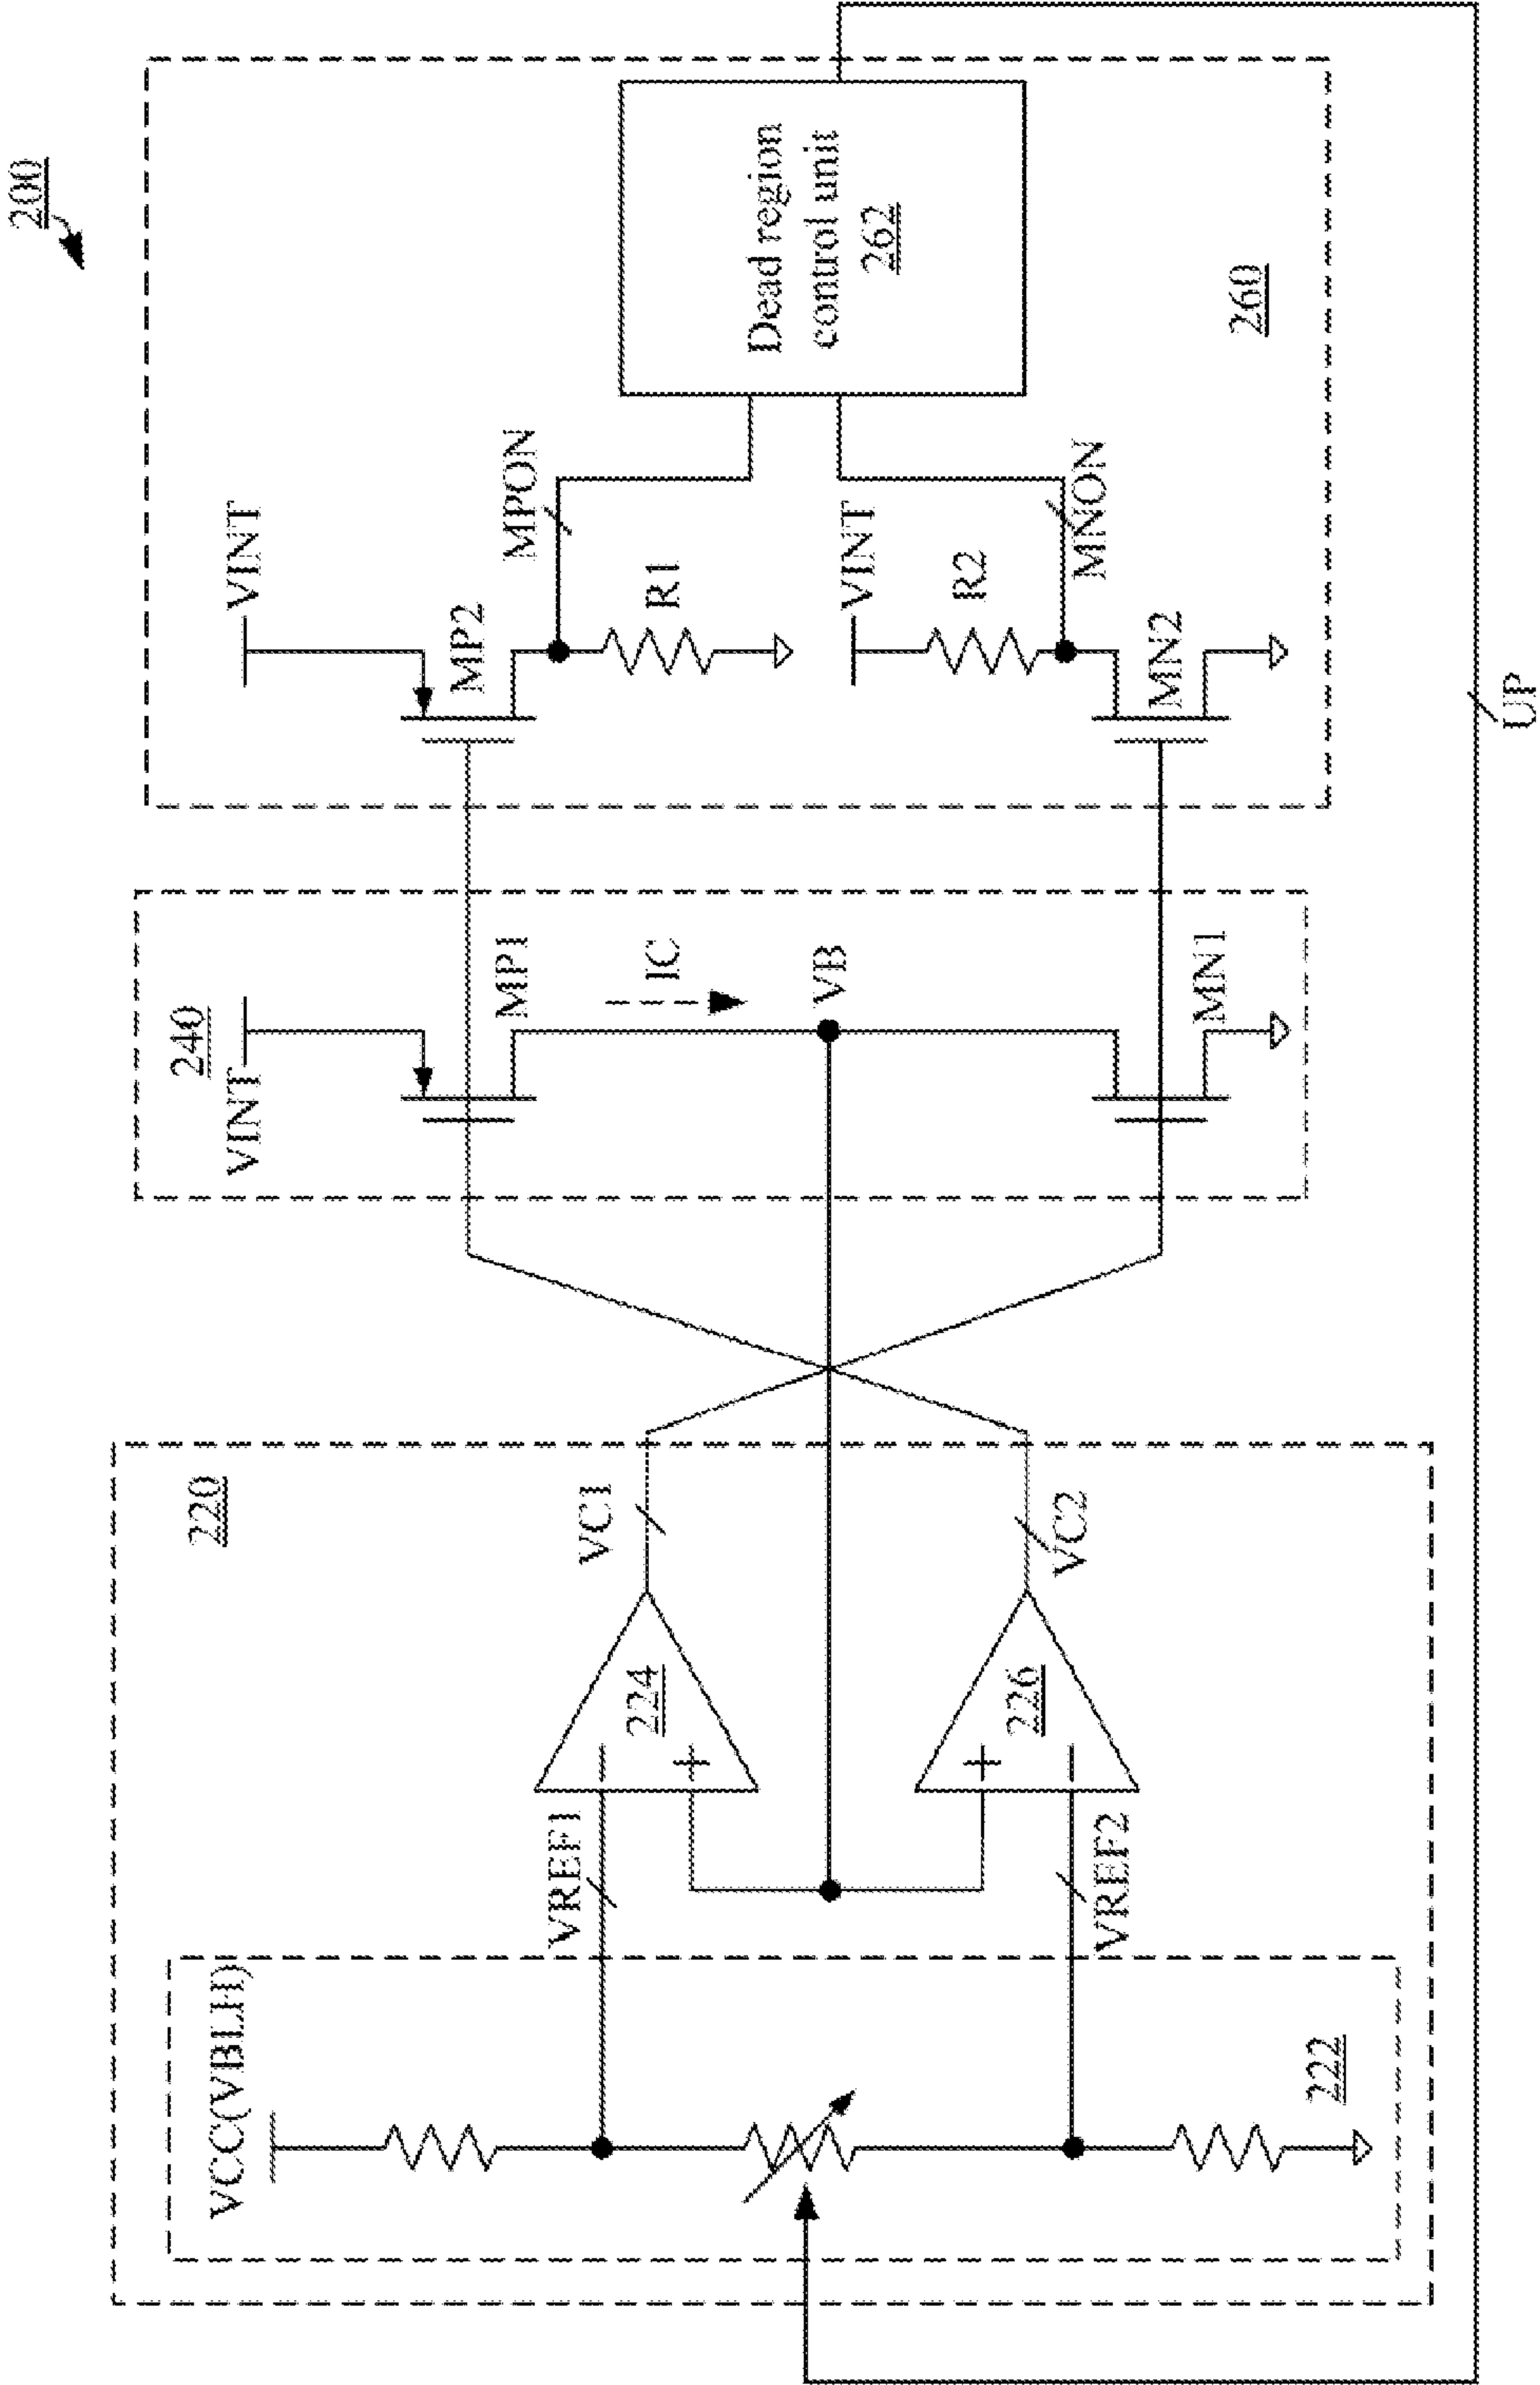 200
220
222
VCC(VBLH)
VREF1
VREF2
224
226
VC1
VC2
240
VINT
MP1
IC
VB
MN1
260
VINT
MP2
MPON
R1
VINT
R2
MNON
MN2
Dead region
control unit
262
UP